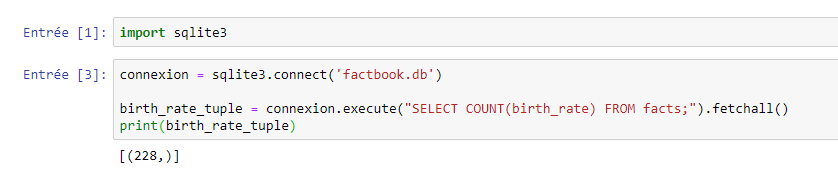 Entrée [1]: import sqlite3
Entrée [3]: connexion = sqlite3.connect('factbook.db')
birth_rate_tuple = connexion.execute("SELECT COUNT(birth_rate) FROM facts;").fetchall()
print(birth_rate_tuple)
[(228,)]